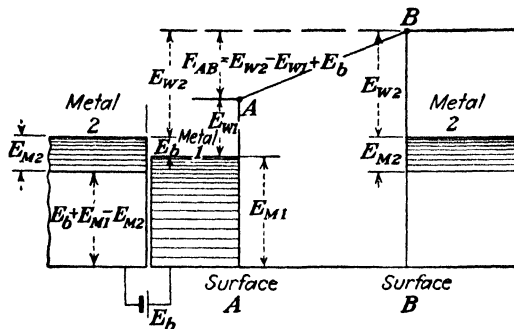 B
F_AB = E_W2 - E_W1 + E_b
E_W2
A
E_W2
Metal
2
E_W1
Metal
1
E_b
Metal
2
E_M2
E_M2
E_b + E_M1 - E_M2
E_M1
Surface
A
Surface
B
E_b